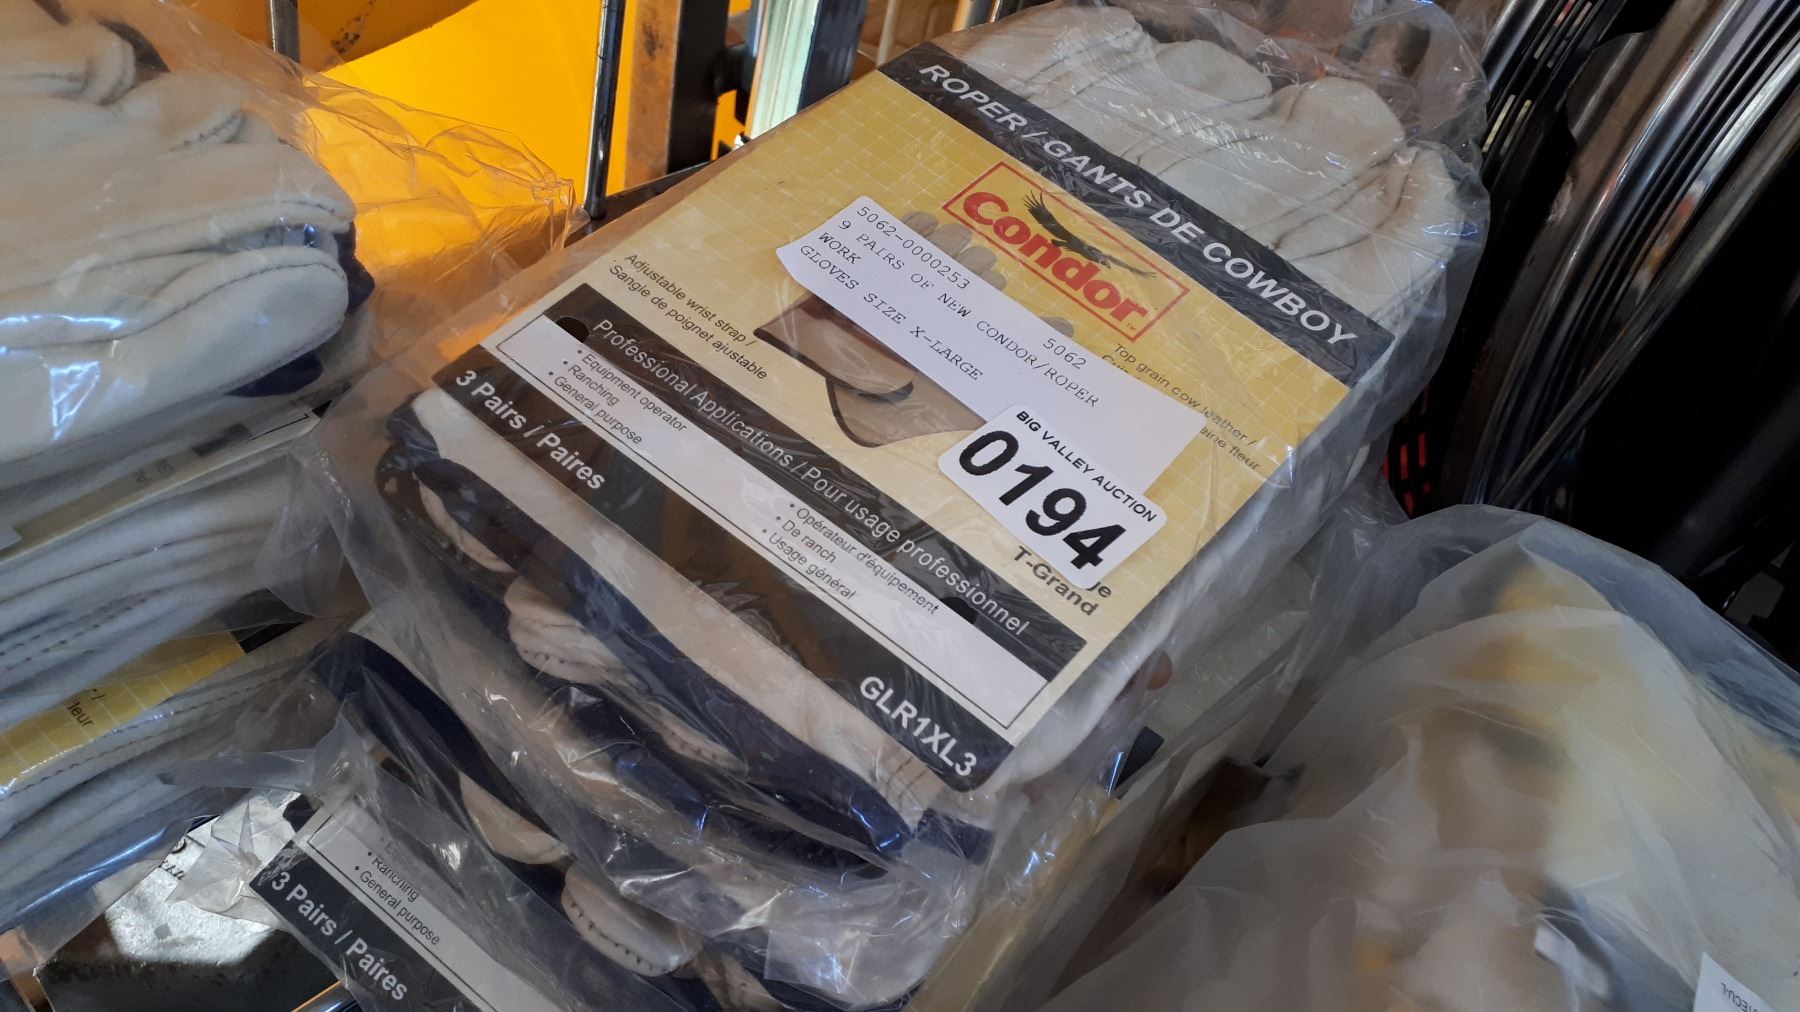 ROPER / GANTS DE COWBOY
condor
5062-0000253 5062
9 PAIRS OF NEW CONDOR/ROPER
WORK
GLOVES SIZE X-LARGE
BIG VALLEY AUCTION
0194
Top grain cow leather /
fleur
Adjustable wrist strap /
Sangle de poignet ajustable
T-Grand
Professional Applications / Pour usage professionnel
• Equipment operator
• Ranching
• General purpose
• Opérateur d'équipement
• De ranch
• Usage général
3 Pairs / Paires
GLR1XL3
• Ranching
• General purpose
3 Pairs / Paires
fleur